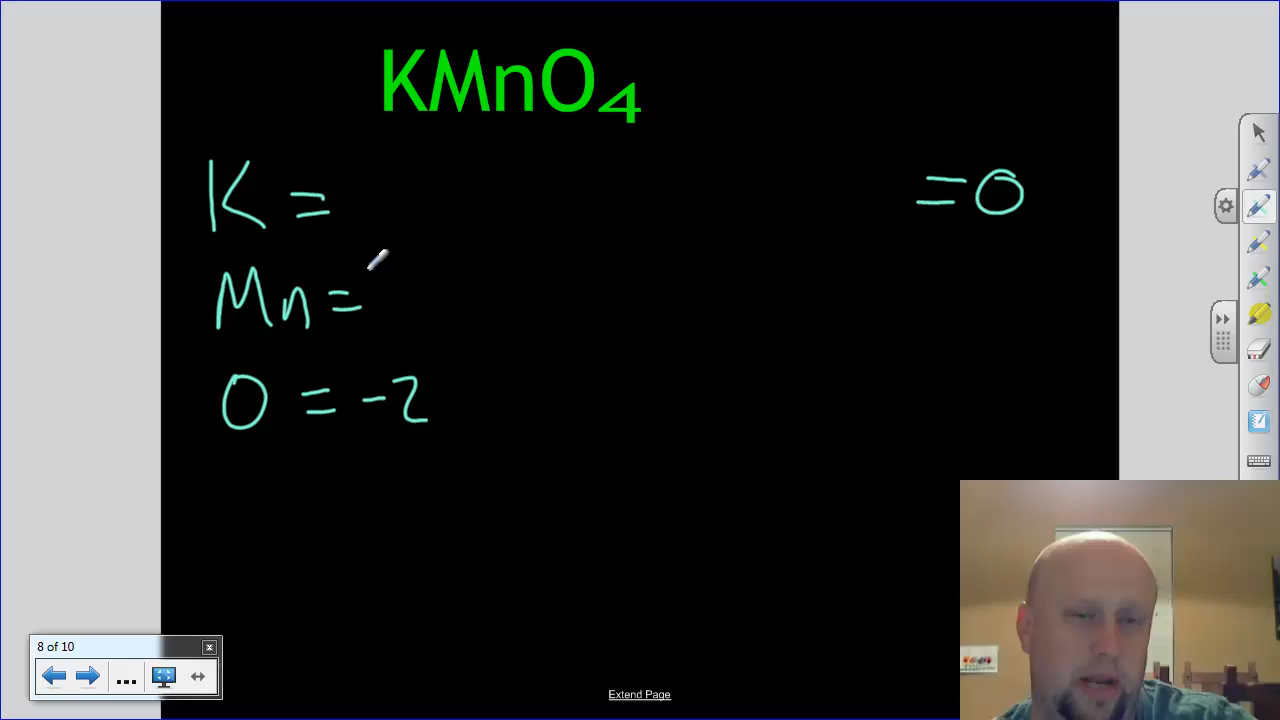 KMnO₄
K = =0
Mn =
O = -2
8 of 10
Extend Page